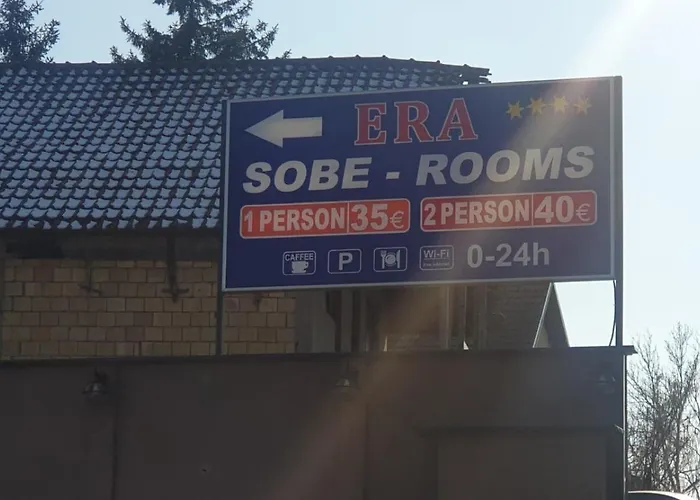 ERA
SOBE - ROOMS
1 PERSON 35€ 2 PERSON 40€
CAFFEE P Wi-Fi 0-24h